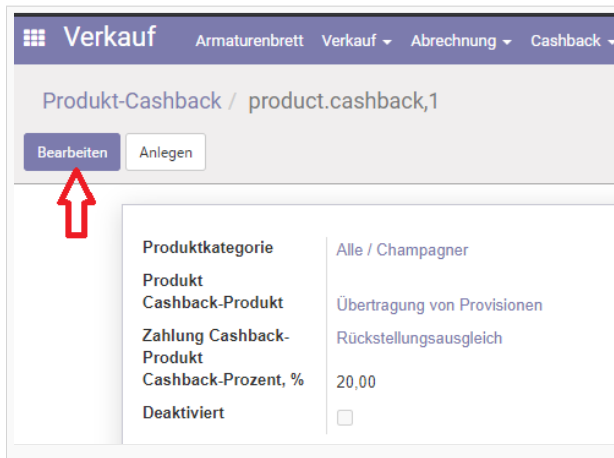 Verkauf Armaturenbrett Verkauf Abrechnung Cashback
Produkt-Cashback / product.cashback,1
Bearbeiten Anlegen
Produktkategorie Alle / Champagner
Produkt
Cashback-Produkt Übertragung von Provisionen
Zahlung Cashback- Rückstellungsausgleich
Produkt
Cashback-Prozent, % 20,00
Deaktiviert